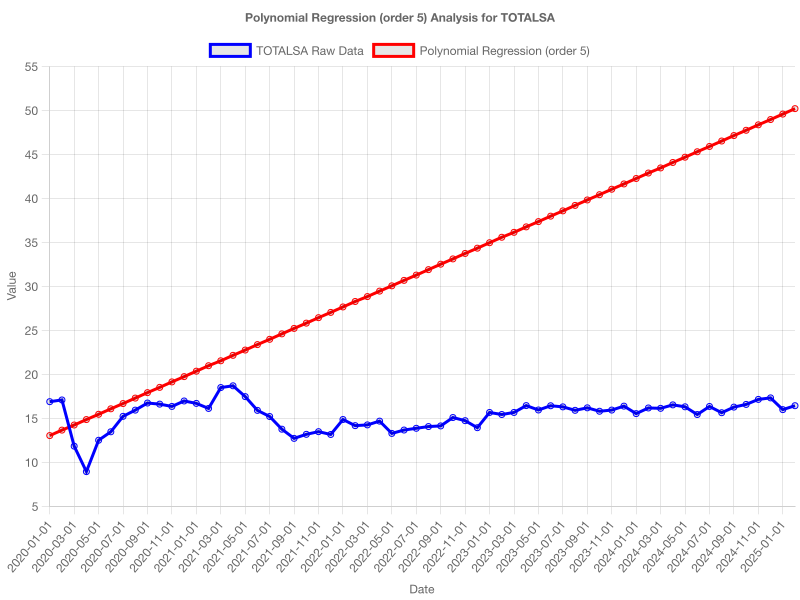 Polynomial Regression (order 5) Analysis for TOTALSA
TOTALSA Raw Data Polynomial Regression (order 5)
55
50
45
40
35
30
25
20
15
10
5
Value
2020-01-01 2020-03-01 2020-05-01 2020-07-01 2020-09-01 2020-11-01 2021-01-01 2021-03-01 2021-05-01 2021-07-01 2021-09-01 2021-11-01 2022-01-01 2022-03-01 2022-05-01 2022-07-01 2022-09-01 2022-11-01 2023-01-01 2023-03-01 2023-05-01 2023-07-01 2023-09-01 2023-11-01 2024-01-01 2024-03-01 2024-05-01 2024-07-01 2024-09-01 2024-11-01 2025-01-01
Date